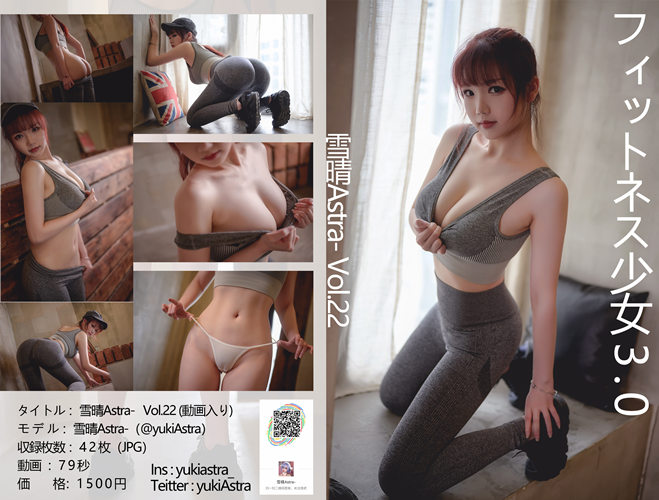 フィットネス少女3.0
雪晴Astra- Vol.22
タイトル： 雪晴Astra- Vol.22 (動画入り)
モデル：雪晴Astra-（@yukiAstra）
収録枚数：42枚 (JPG)
動画：79秒
価　格：1500円
Ins : yukiastra
Teitter : yukiAstra
雪晴Astra-